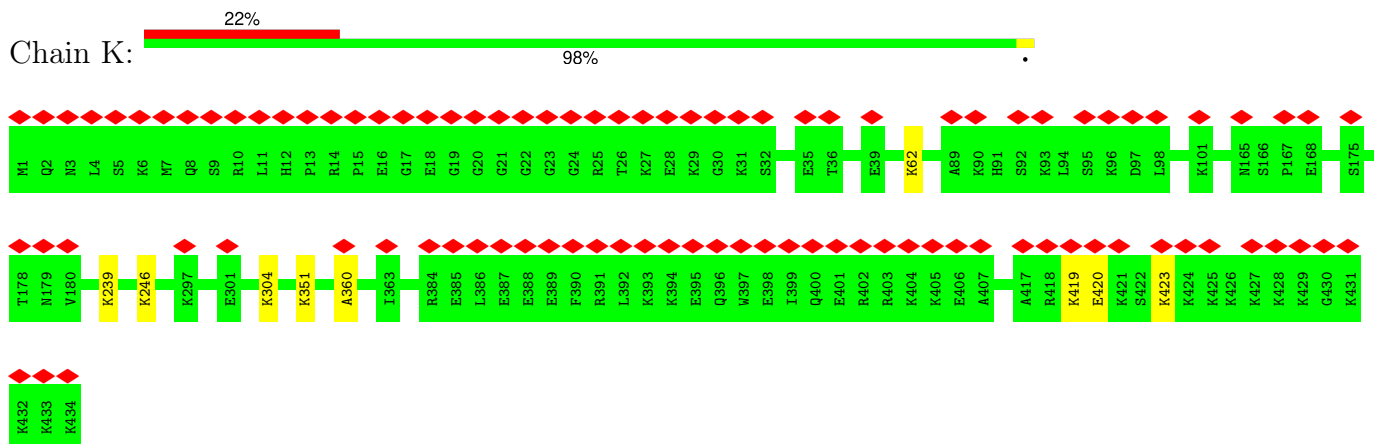 22%
Chain K:
98%
.
M1 Q2 N3 L4 S5 K6 M7 Q8 S9 R10 L11 H12 P13 R14 P15 E16 G17 E18 G19 G20 G21 G22 G23 G24 R25 T26 K27 E28 K29 G30 K31 S32 E35 T36 E39 K62 A89 K90 H91 S92 K93 L94 S95 K96 D97 L98 K101 N165 S166 P167 E168 S175
T178 N179 V180 K239 K246 K297 E301 K304 K351 A360 I363 R384 E385 L386 E387 E388 E389 F390 R391 L392 K393 K394 E395 Q396 W397 E398 I399 Q400 E401 R402 R403 K404 K405 E406 A407 A417 R418 K419 E420 K421 S422 K423 K424 K425 K426 K427 K428 K429 G430 K431
K432 K433 K434